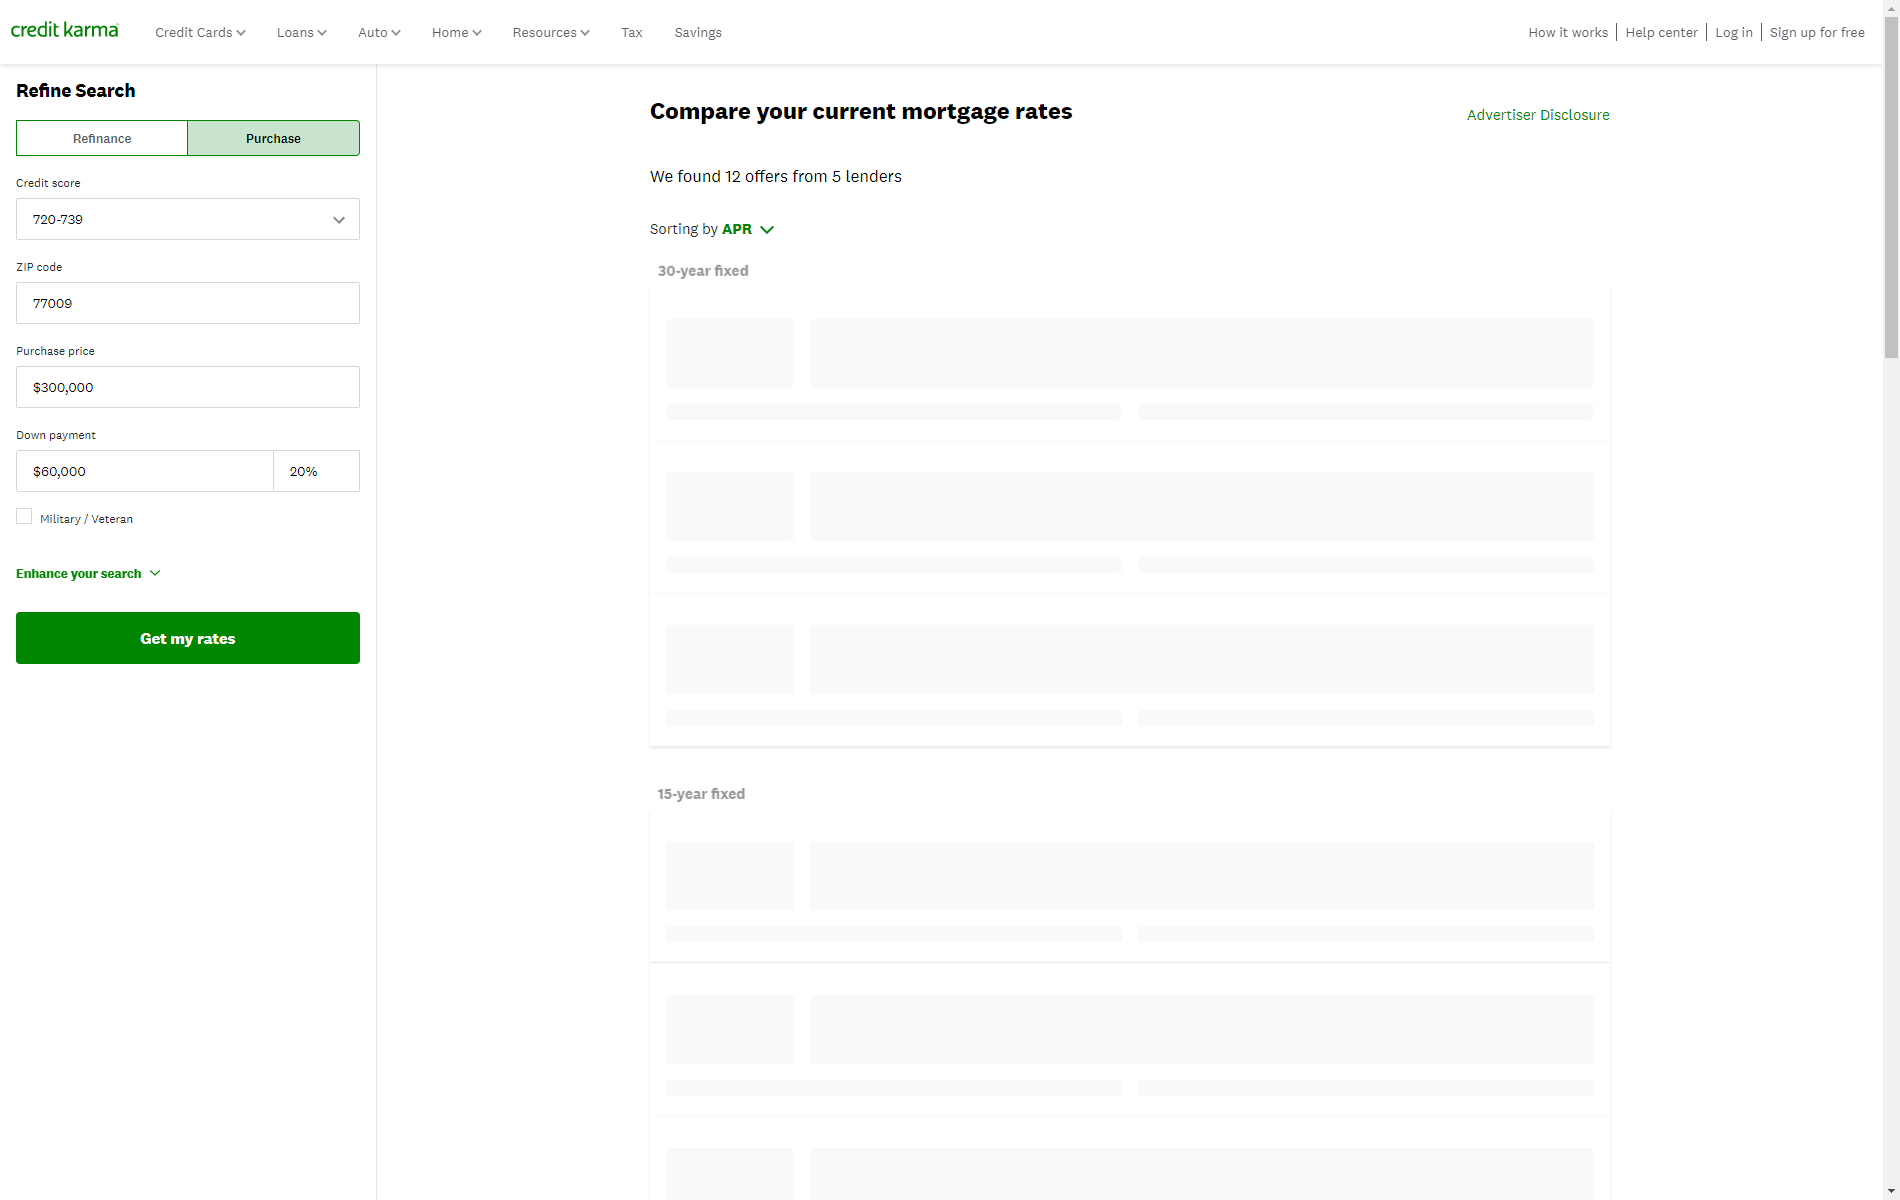 credit karma
Credit Cards
Loans
Auto
Home
Resources
Tax
Savings
How it works
Help center
Log in
Sign up for free
Refine Search
Refinance
Purchase
Credit score
720-739
ZIP code
77009
Purchase price
$300,000
Down payment
$60,000
20%
Military / Veteran
Enhance your search
Get my rates
Compare your current mortgage rates
Advertiser Disclosure
We found 12 offers from 5 lenders
Sorting by APR
30-year fixed
15-year fixed